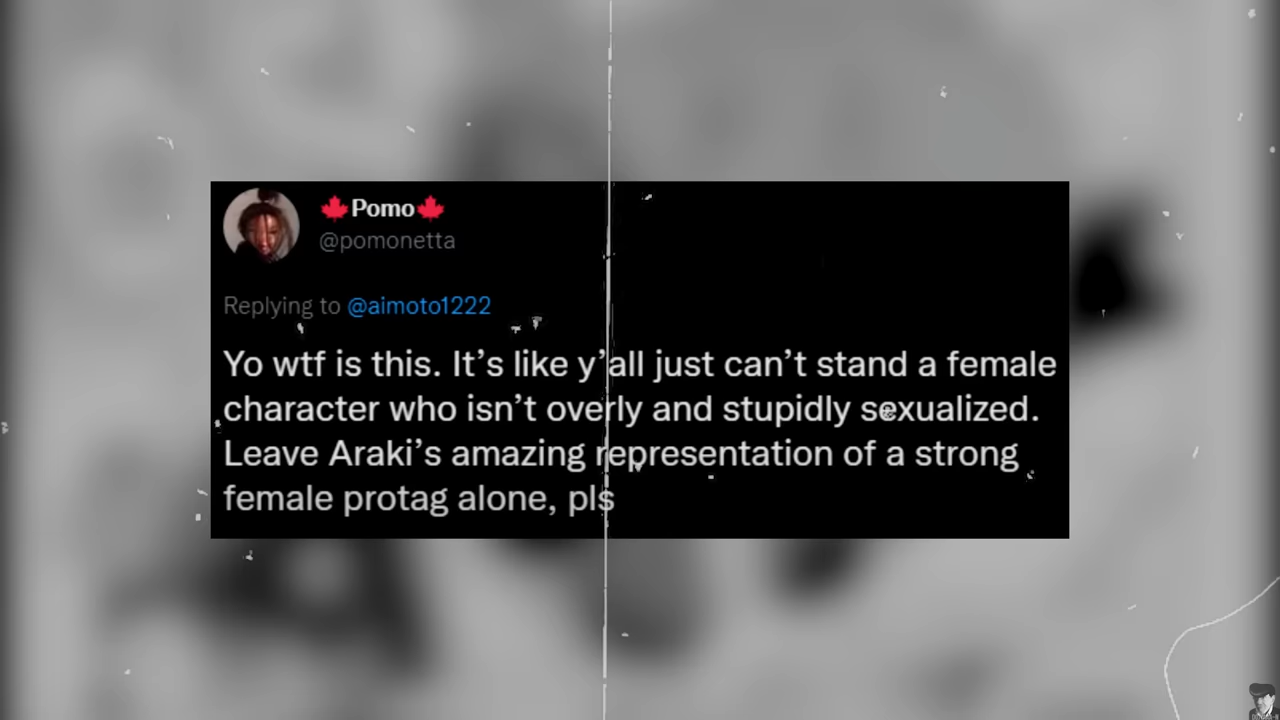 🍁Pomo🍁
@pomonetta
Replying to @aimoto1222
Yo wtf is this. It’s like y’all just can’t stand a female
character who isn’t overly and stupidly sexualized.
Leave Araki’s amazing representation of a strong
female protag alone, pls